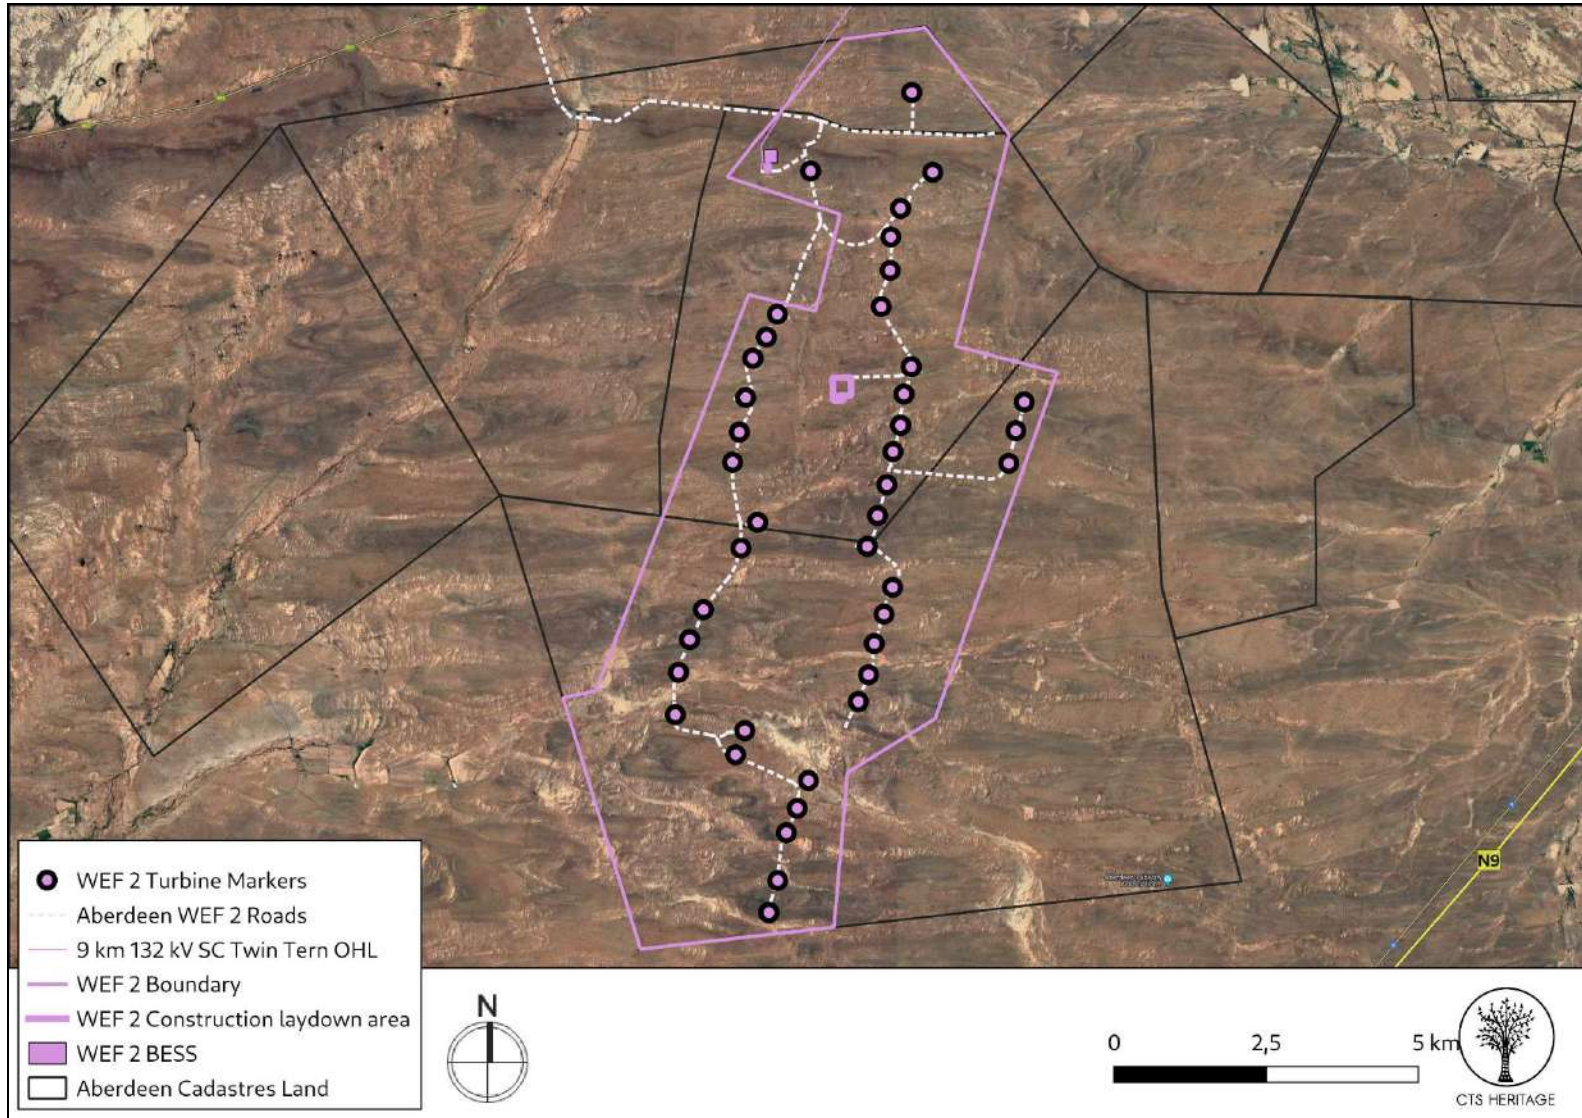 N9
WEF 2 Turbine Markers
Aberdeen WEF 2 Roads
9 km 132 kV SC Twin Tern OHL
WEF 2 Boundary
WEF 2 Construction laydown area
WEF 2 BESS
Aberdeen Cadastres Land
N
0 2,5 5 km
CTS HERITAGE